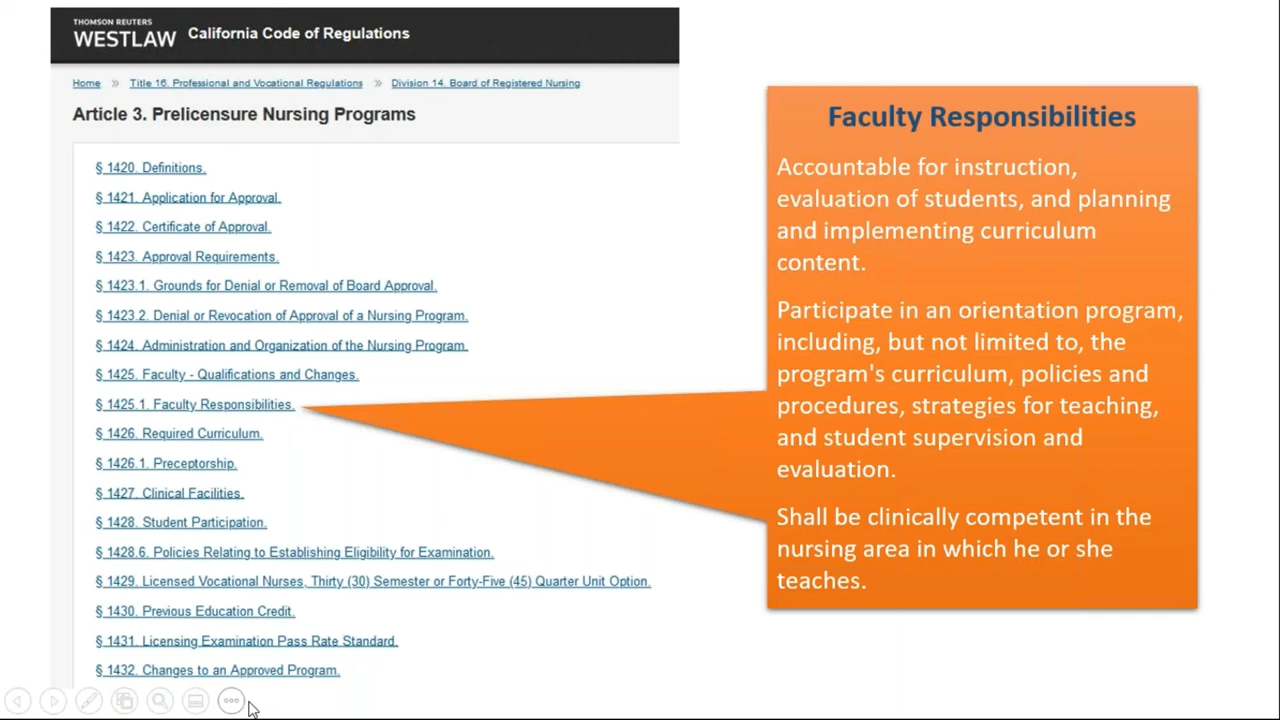 THOMSON REUTERS
WESTLAW California Code of Regulations
Home » Title 16. Professional and Vocational Regulations » Division 14. Board of Registered Nursing
Article 3. Prelicensure Nursing Programs
§ 1420. Definitions.
§ 1421. Application for Approval.
§ 1422. Certificate of Approval.
§ 1423. Approval Requirements.
§ 1423.1. Grounds for Denial or Removal of Board Approval.
§ 1423.2. Denial or Revocation of Approval of a Nursing Program.
§ 1424. Administration and Organization of the Nursing Program.
§ 1425. Faculty - Qualifications and Changes.
§ 1425.1. Faculty Responsibilities.
§ 1426. Required Curriculum.
§ 1426.1. Preceptorship.
§ 1427. Clinical Facilities.
§ 1428. Student Participation.
§ 1428.6. Policies Relating to Establishing Eligibility for Examination.
§ 1429. Licensed Vocational Nurses, Thirty (30) Semester or Forty-Five (45) Quarter Unit Option.
§ 1430. Previous Education Credit.
§ 1431. Licensing Examination Pass Rate Standard.
§ 1432. Changes to an Approved Program.
Faculty Responsibilities
Accountable for instruction,
evaluation of students, and planning
and implementing curriculum
content.
Participate in an orientation program,
including, but not limited to, the
program's curriculum, policies and
procedures, strategies for teaching,
and student supervision and
evaluation.
Shall be clinically competent in the
nursing area in which he or she
teaches.